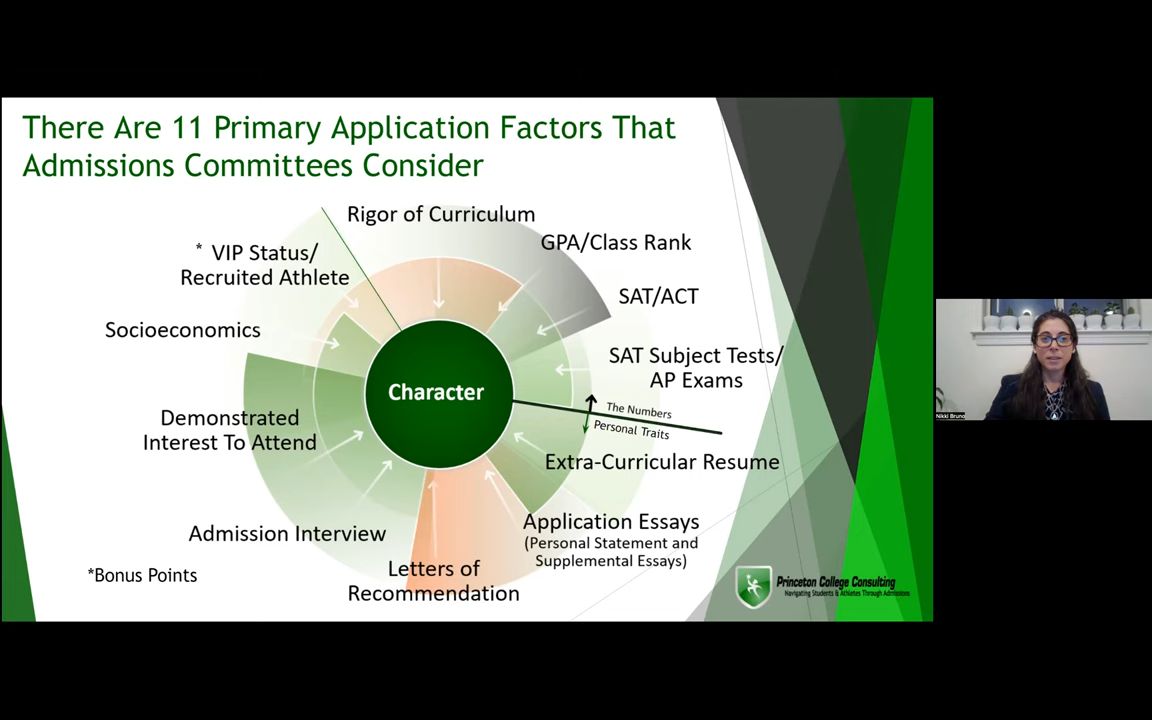 There Are 11 Primary Application Factors That
Admissions Committees Consider
Rigor of Curriculum
GPA/Class Rank
* VIP Status/
Recruited Athlete
SAT/ACT
Socioeconomics
SAT Subject Tests/
AP Exams
Character
The Numbers
Personal Traits
Demonstrated
Interest To Attend
Extra-Curricular Resume
Application Essays
(Personal Statement and
Supplemental Essays)
Admission Interview
Letters of
Recommendation
*Bonus Points
Princeton College Consulting
Navigating Students & Athletes Through Admissions
Nikki Bruno